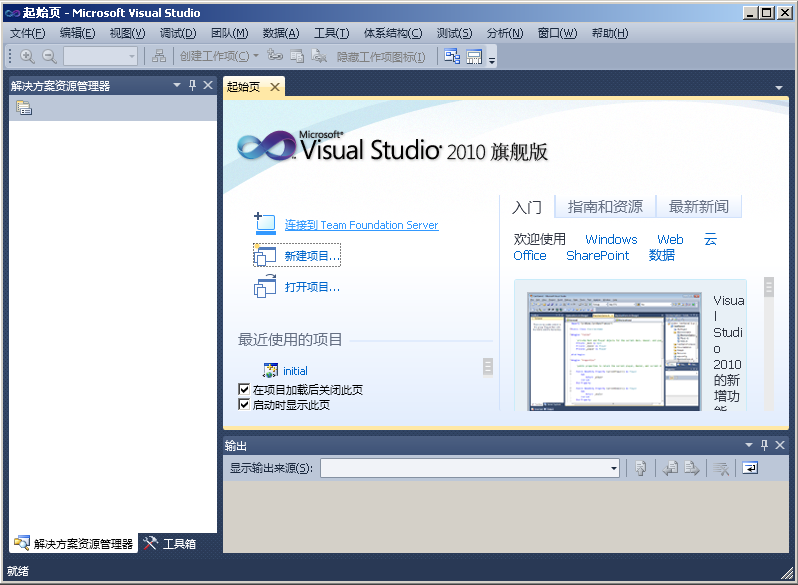 起始页 - Microsoft Visual Studio
文件(F) 编辑(E) 视图(V) 调试(D) 团队(M) 数据(A) 工具(T) 体系结构(C) 测试(S) 分析(N) 窗口(W) 帮助(H)
创建工作项(C) 隐藏工作项图标(I)
解决方案资源管理器
起始页
Microsoft®
Visual Studio® 2010 旗舰版
连接到 Team Foundation Server
新建项目...
打开项目...
最近使用的项目
initial
在项目加载后关闭此页
启动时显示此页
入门 指南和资源 最新新闻
欢迎使用 Windows Web 云
Office SharePoint 数据
Visua
l
Studi
o
2010
的新
增功
能
输出
显示输出来源(S):
解决方案资源管理器 工具箱
就绪